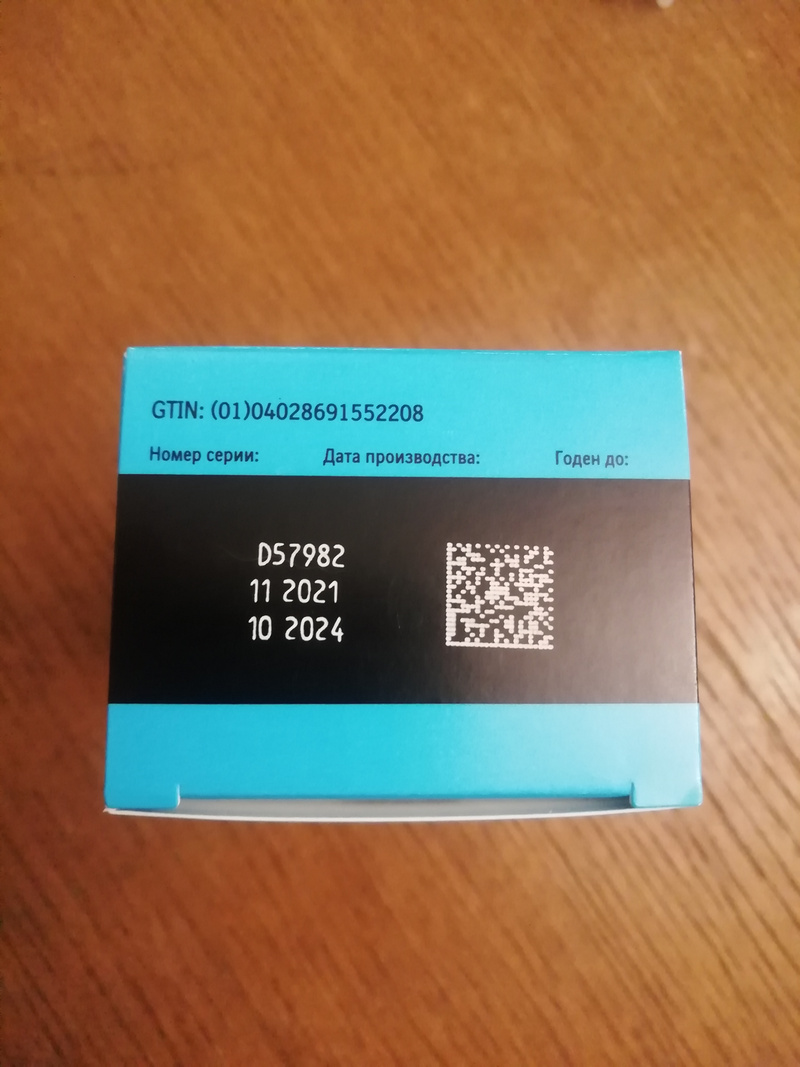 GTIN: (01)04028691552208
Номер серии: Дата производства: Годен до:
D57982
11 2021
10 2024